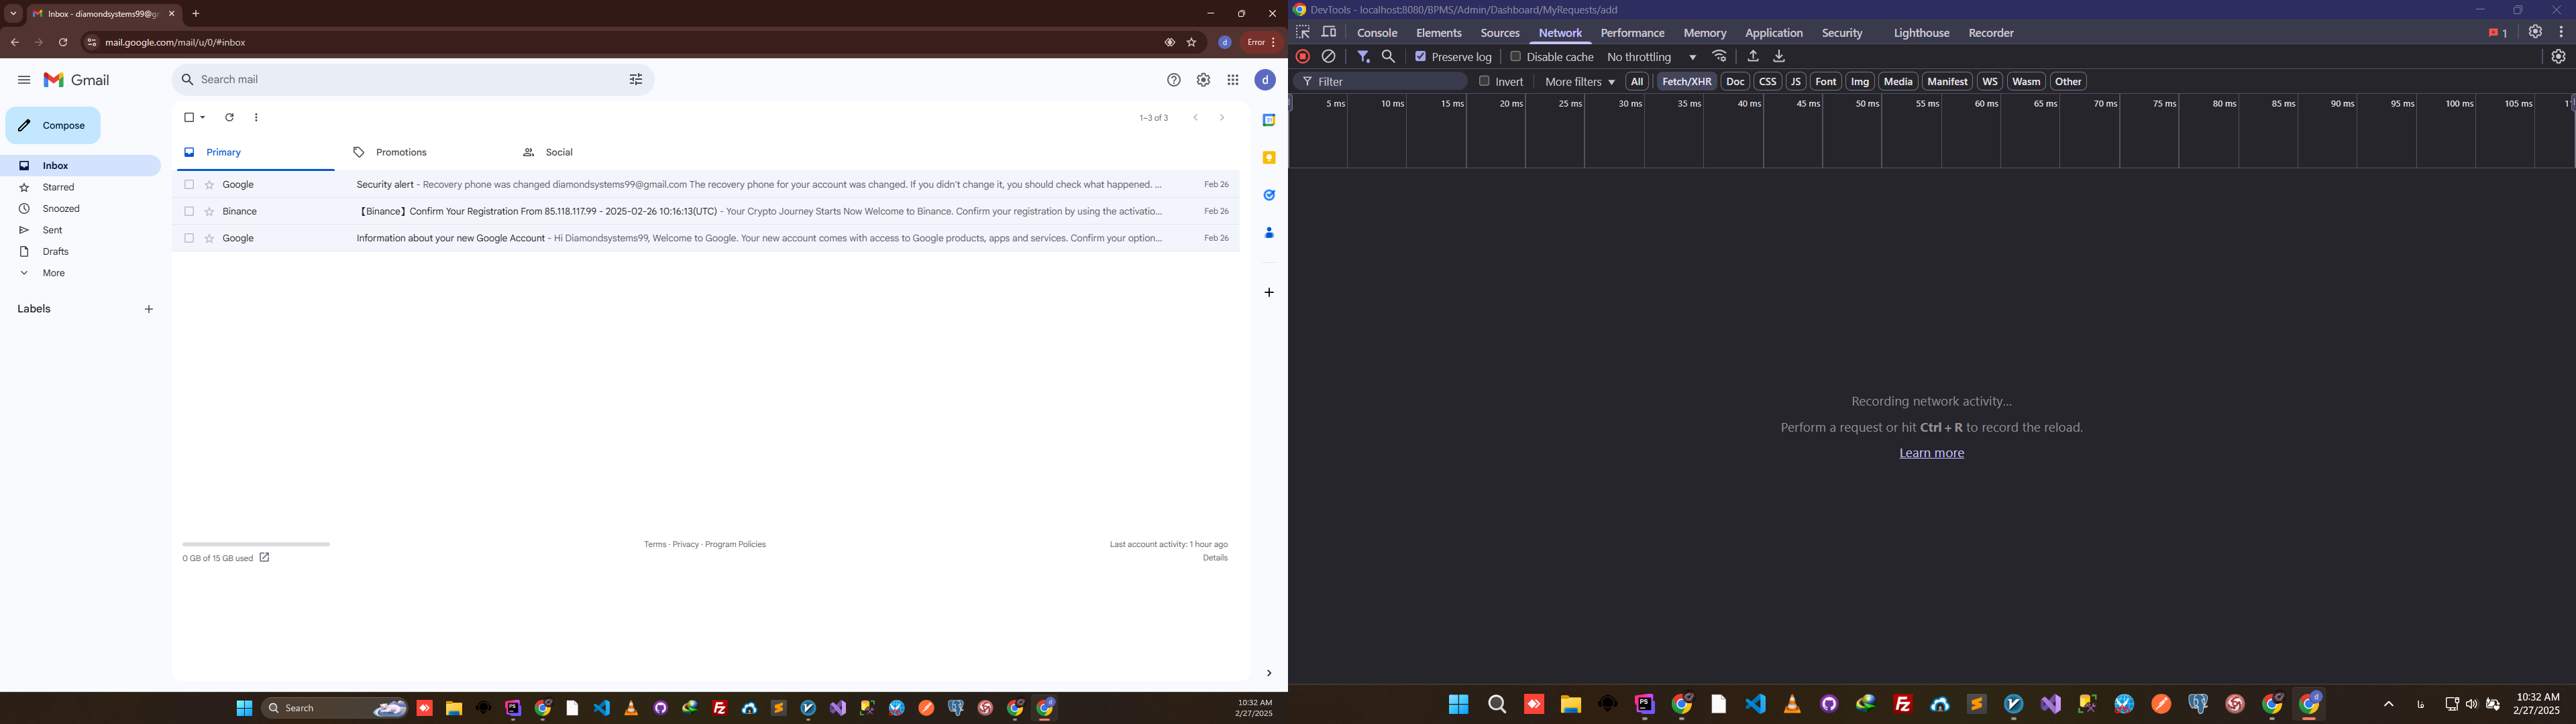 Inbox - diamondsystems99@gr
mail.google.com/mail/u/0/#inbox
d
Error
Gmail
Search mail
d
Compose
1–3 of 3
Inbox
Starred
Snoozed
Sent
Drafts
More
Labels
Primary
Promotions
Social
Google
Security alert - Recovery phone was changed diamondsystems99@gmail.com The recovery phone for your account was changed. If you didn't change it, you should check what happened. ...
Feb 26
Binance
【Binance】Confirm Your Registration From 85.118.117.99 - 2025-02-26 10:16:13(UTC) - Your Crypto Journey Starts Now Welcome to Binance. Confirm your registration by using the activatio...
Feb 26
Google
Information about your new Google Account - Hi Diamondsystems99, Welcome to Google. Your new account comes with access to Google products, apps and services. Confirm your option...
Feb 26
0 GB of 15 GB used
Terms · Privacy · Program Policies
Last account activity: 1 hour ago
Details
Search
10:32 AM
2/27/2025
DevTools - localhost:8080/BPMS/Admin/Dashboard/MyRequests/add
Console
Elements
Sources
Network
Performance
Memory
Application
Security
Lighthouse
Recorder
1
Preserve log
Disable cache
No throttling
Filter
Invert
More filters
All
Fetch/XHR
Doc
CSS
JS
Font
Img
Media
Manifest
WS
Wasm
Other
5 ms
10 ms
15 ms
20 ms
25 ms
30 ms
35 ms
40 ms
45 ms
50 ms
55 ms
60 ms
65 ms
70 ms
75 ms
80 ms
85 ms
90 ms
95 ms
100 ms
105 ms
Recording network activity...
Perform a request or hit Ctrl + R to record the reload.
Learn more
فا
10:32 AM
2/27/2025